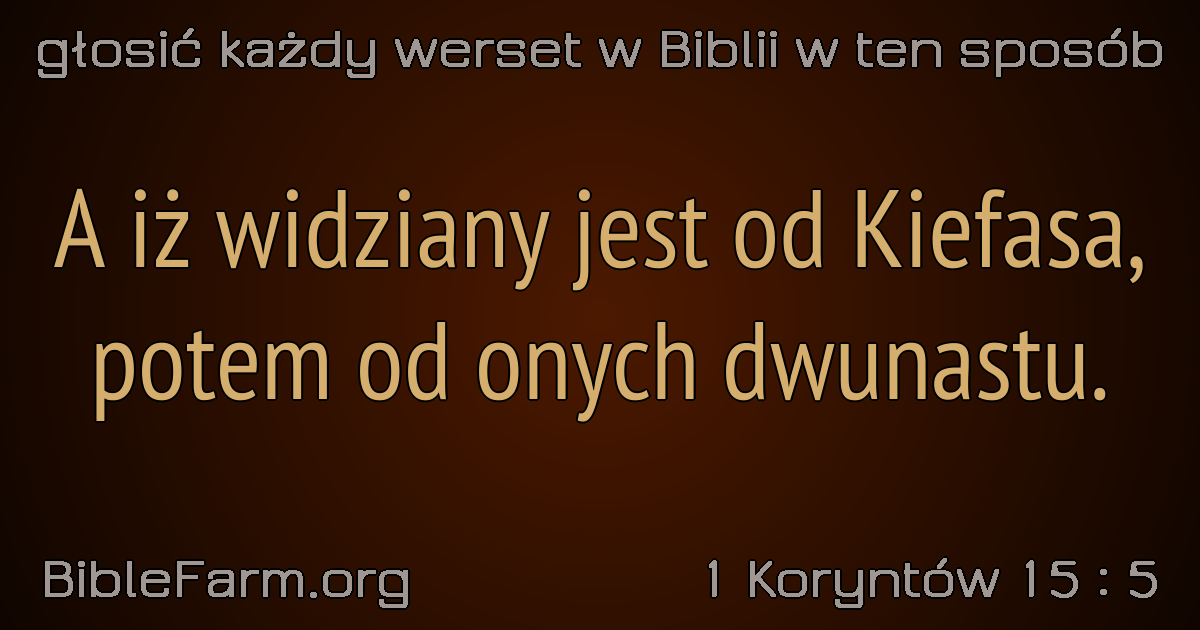 głosić każdy werset w Biblii w ten sposób
A iż widziany jest od Kiefasa,
potem od onych dwunastu.
BibleFarm.org
1 Koryntów 15 : 5